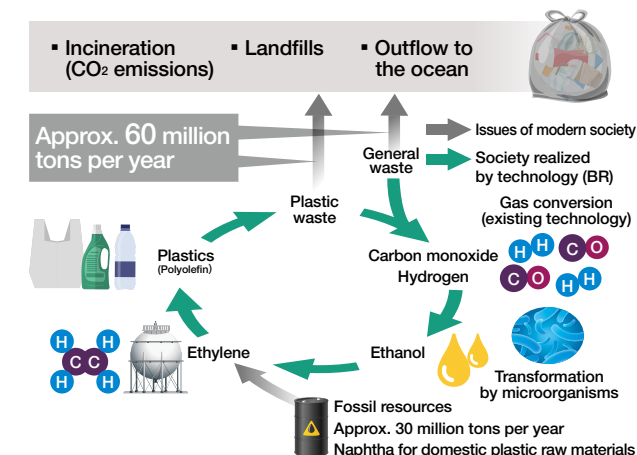 ▪ Incineration
(CO2 emissions)
▪ Landfills
▪ Outflow to
the ocean
Approx. 60 million
tons per year
General
waste
Issues of modern society
Society realized
by technology (BR)
Plastic
waste
Gas conversion
(existing technology)
Plastics
(Polyolefin)
Carbon monoxide
Hydrogen
H H C O
C O H H
H H
C C
H H
Ethylene
Ethanol
Transformation
by microorganisms
Fossil resources
Approx. 30 million tons per year
Naphtha for domestic plastic raw materials